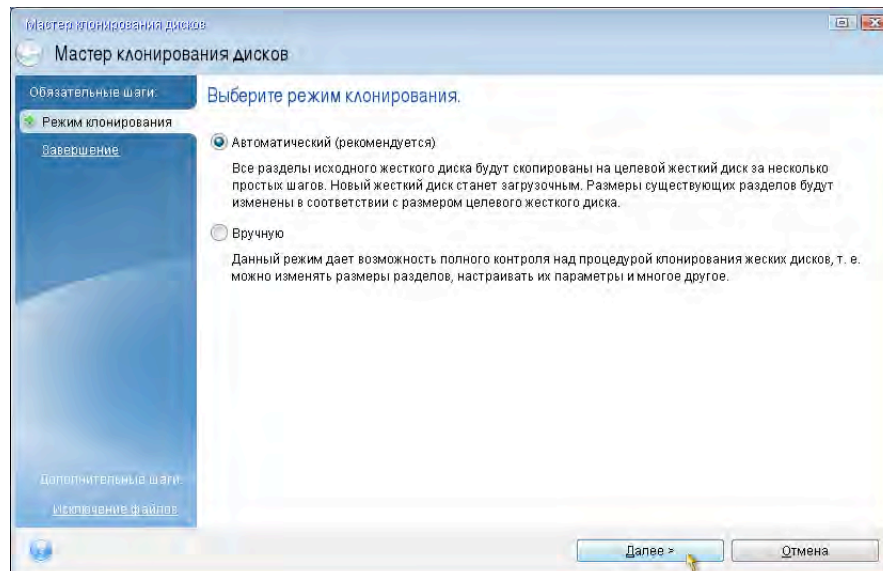 Мастер клонирования дисков
Мастер клонирования дисков
Обязательные шаги:
Режим клонирования
Завершение
Выберите режим клонирования.
Автоматический (рекомендуется)
Все разделы исходного жесткого диска будут скопированы на целевой жесткий диск за несколько
простых шагов. Новый жесткий диск станет загрузочным. Размеры существующих разделов будут
изменены в соответствии с размером целевого жесткого диска.
Вручную
Данный режим дает возможность полного контроля над процедурой клонирования жеских дисков, т. е.
можно изменять размеры разделов, настраивать их параметры и многое другое.
Дополнительные шаги:
Исключение файлов
Далее >
Отмена